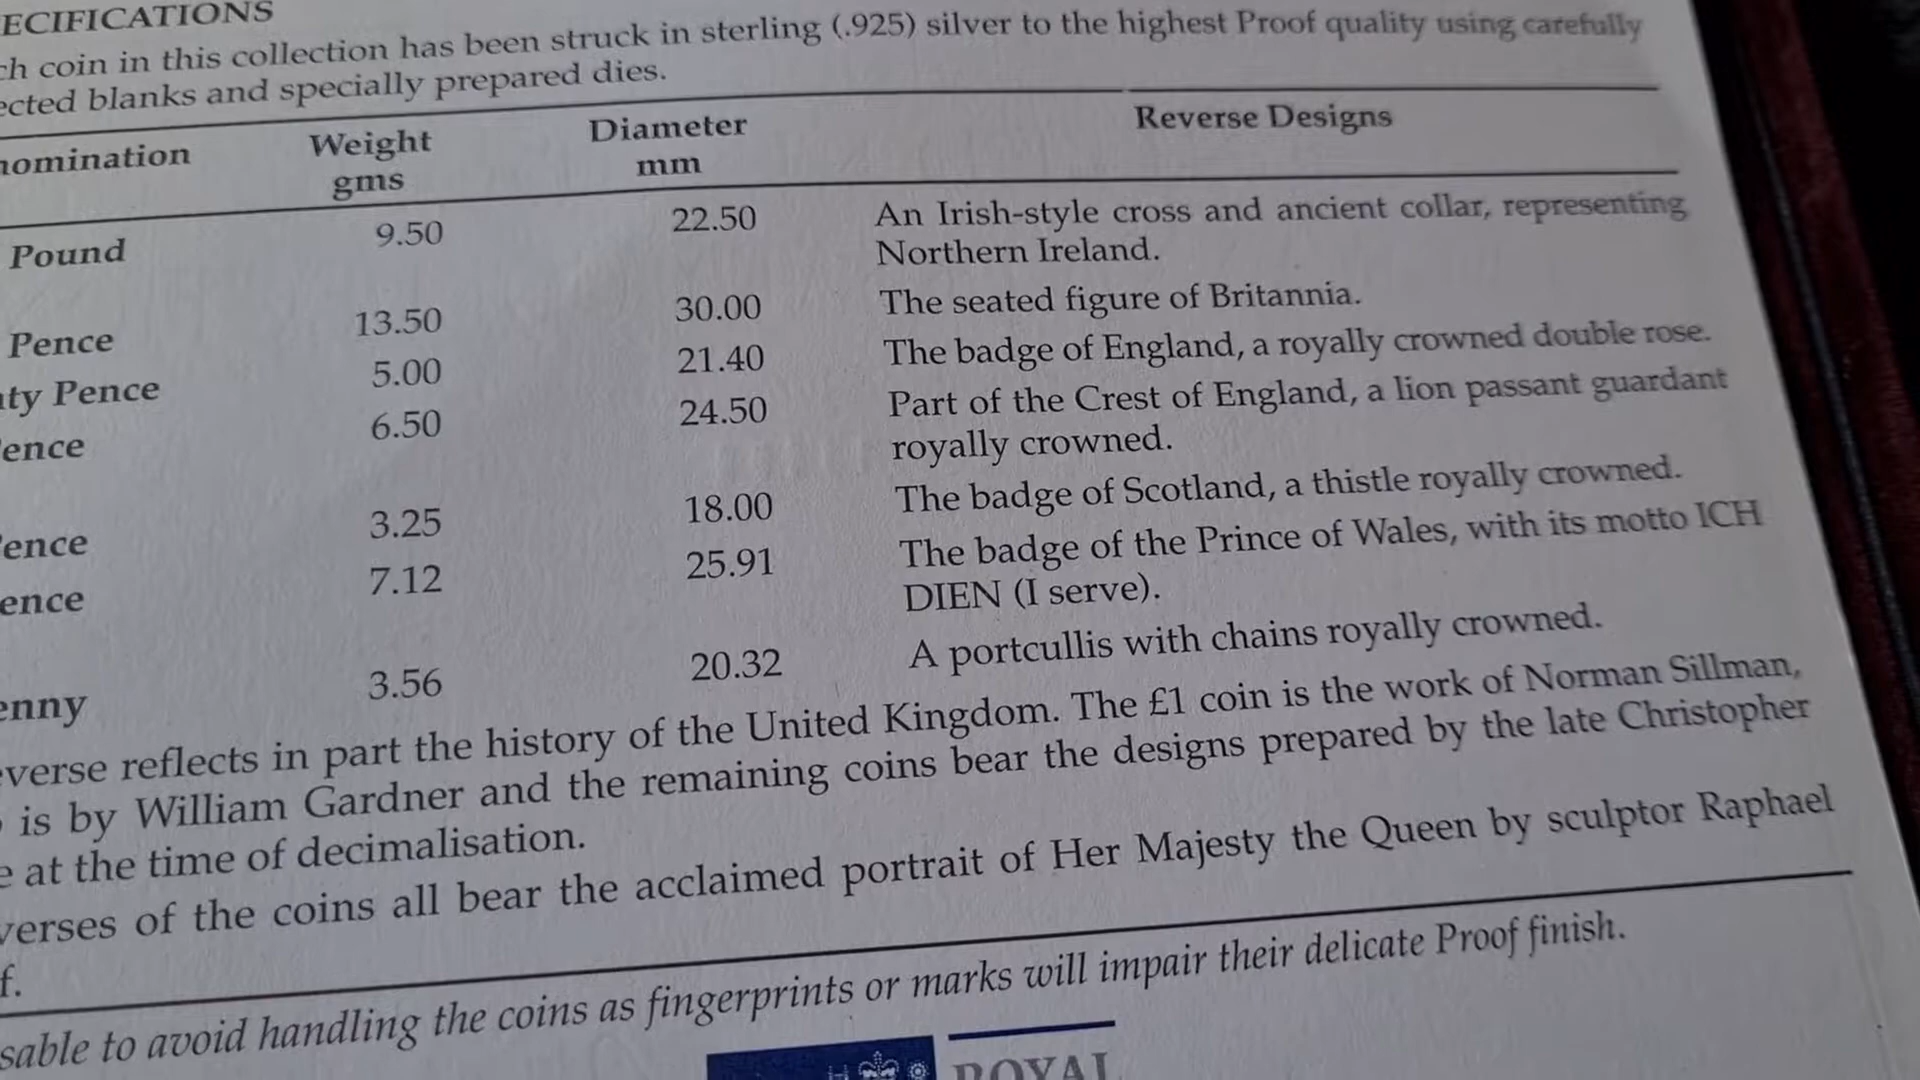 ECIFICATIONS
ch coin in this collection has been struck in sterling (.925) silver to the highest Proof quality using carefully
ected blanks and specially prepared dies.
nomination Weight gms Diameter mm Reverse Designs
Pound 9.50 22.50 An Irish-style cross and ancient collar, representing
Northern Ireland.
Pence 13.50 30.00 The seated figure of Britannia.
nty Pence 5.00 21.40 The badge of England, a royally crowned double rose.
ence 6.50 24.50 Part of the Crest of England, a lion passant guardant
royally crowned.
ence 3.25 18.00 The badge of Scotland, a thistle royally crowned.
ence 7.12 25.91 The badge of the Prince of Wales, with its motto ICH
DIEN (I serve).
enny 3.56 20.32 A portcullis with chains royally crowned.
verse reflects in part the history of the United Kingdom. The £1 coin is the work of Norman Sillman,
is by William Gardner and the remaining coins bear the designs prepared by the late Christopher
e at the time of decimalisation.
verses of the coins all bear the acclaimed portrait of Her Majesty the Queen by sculptor Raphael
f.
sable to avoid handling the coins as fingerprints or marks will impair their delicate Proof finish.
ROYAL